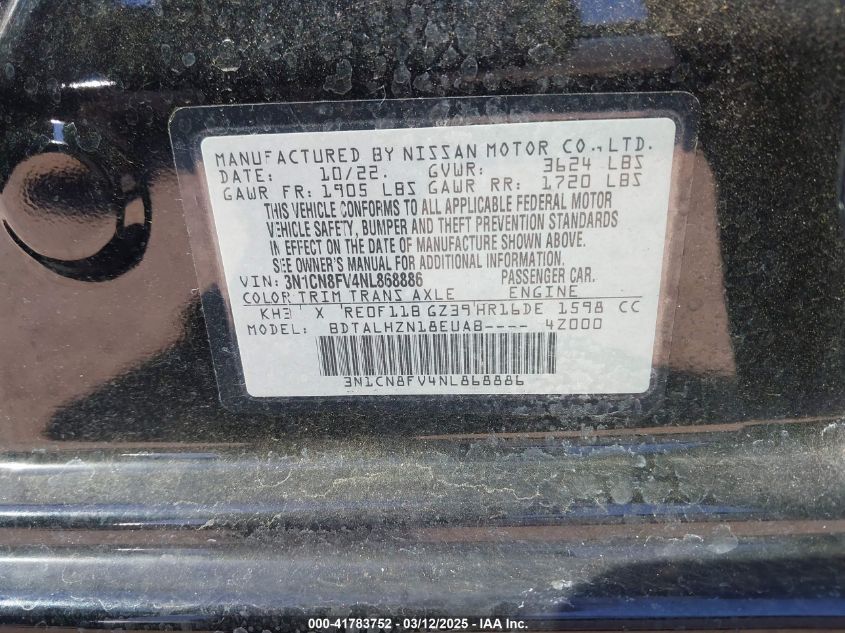 MANUFACTURED BY NISSAN MOTOR CO.,LTD.
DATE: 10/22. GVWR: 3624 LBS
GAWR FR: 1905 LBS GAWR RR: 1720 LBS
THIS VEHICLE CONFORMS TO ALL APPLICABLE FEDERAL MOTOR
VEHICLE SAFETY, BUMPER AND THEFT PREVENTION STANDARDS
IN EFFECT ON THE DATE OF MANUFACTURE SHOWN ABOVE.
SEE OWNER'S MANUAL FOR ADDITIONAL INFORMATION.
VIN: 3N1CN8FV4NL868886 PASSENGER CAR.
COLOR TRIM TRANS AXLE ENGINE
KH3 X RE0F11B GZ39 HR16DE 1598 CC
MODEL: BDTALHZN18EUAB---- 4Z000
3N1CN8FV4NL868886
000-41783752 — 03/12/2025 — IAA Inc.